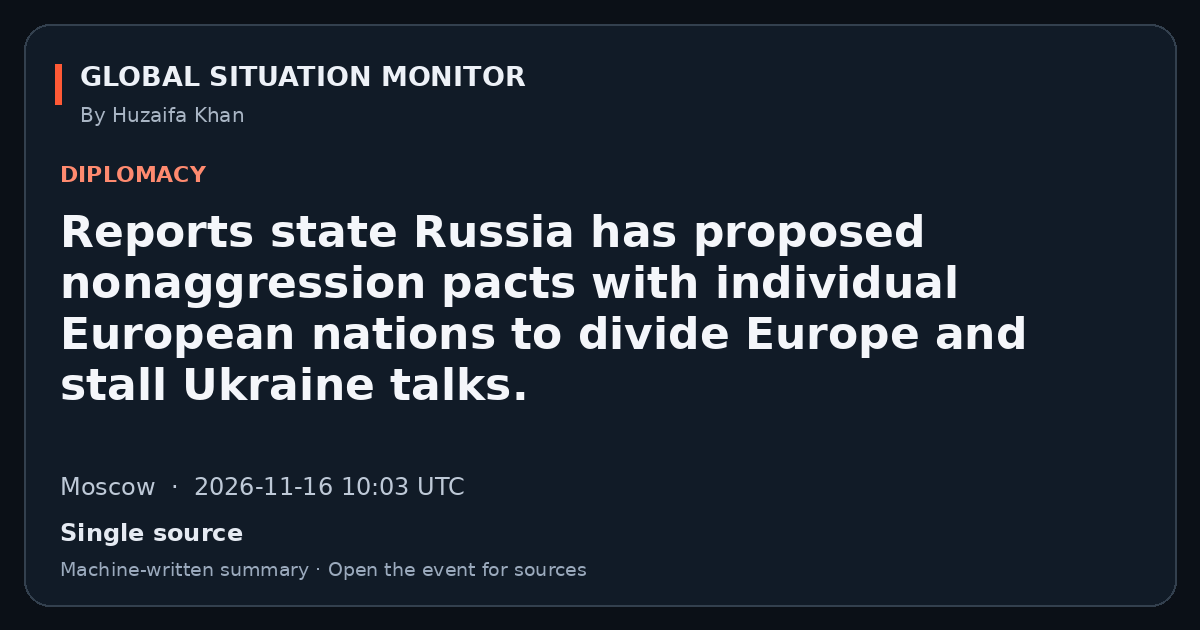 GLOBAL SITUATION MONITOR
By Huzaifa Khan
DIPLOMACY
Reports state Russia has proposed
nonaggression pacts with individual
European nations to divide Europe and
stall Ukraine talks.
Moscow · 2026-11-16 10:03 UTC
Single source
Machine-written summary · Open the event for sources